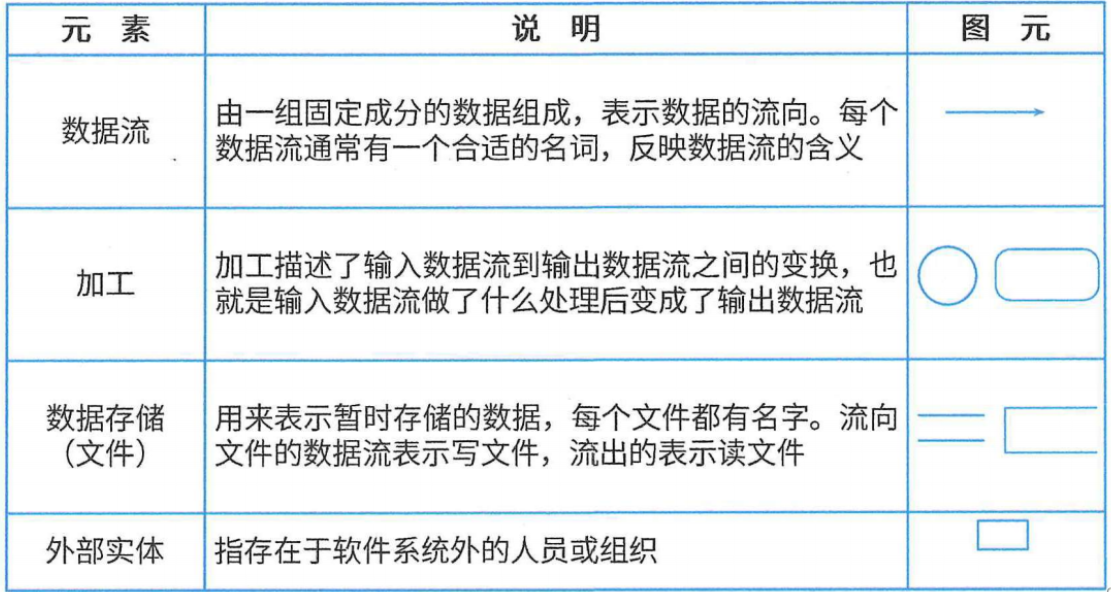 元 素
说 明
图 元
数据流
由一组固定成分的数据组成，表示数据的流向。每个
数据流通常有一个合适的名词，反映数据流的含义
加工
加工描述了输入数据流到输出数据流之间的变换，也
就是输入数据流做了什么处理后变成了输出数据流
数据存储
（文件）
用来表示暂时存储的数据，每个文件都有名字。流向
文件的数据流表示写文件，流出的表示读文件
外部实体
指存在于软件系统外的人员或组织